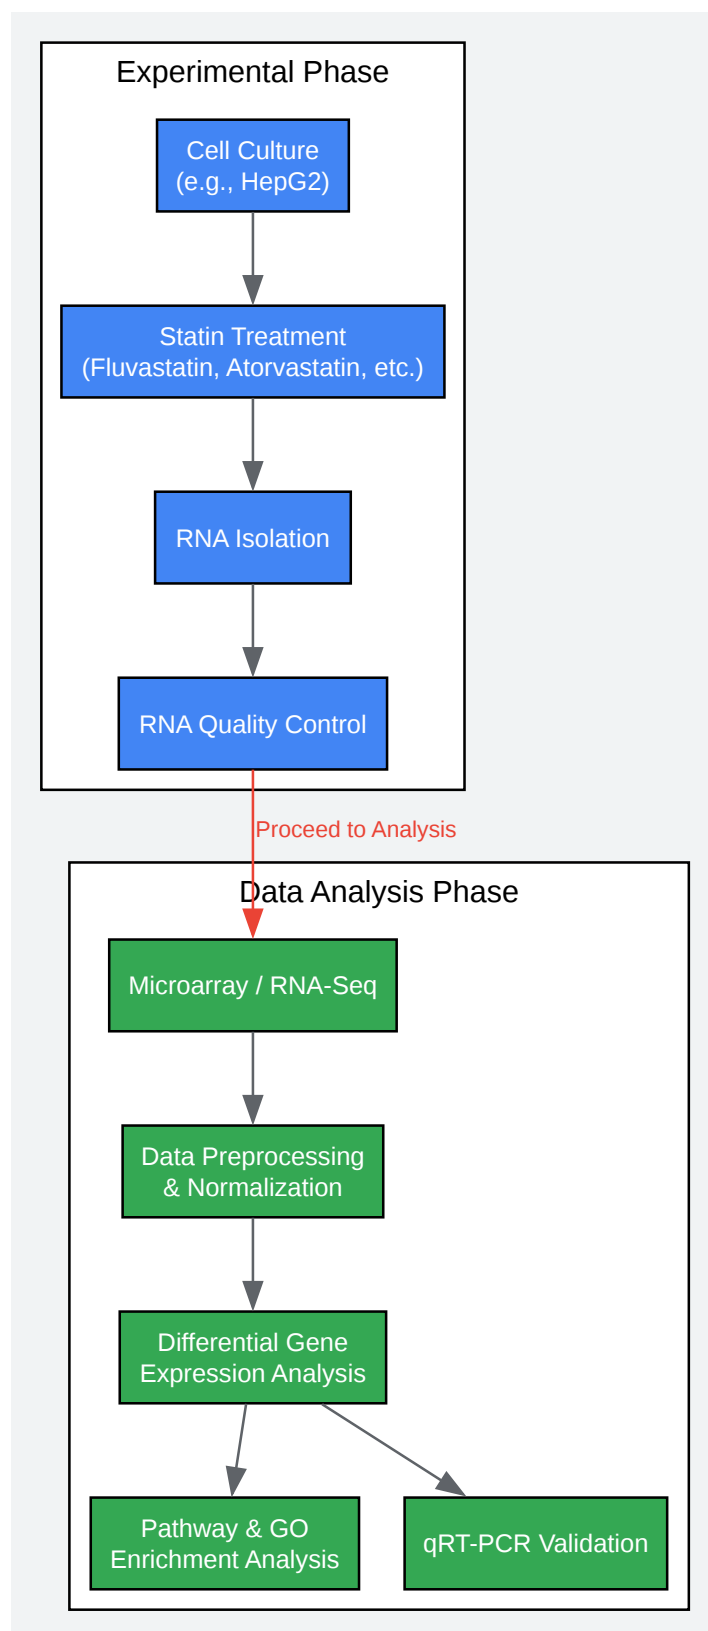 Experimental Phase
Cell Culture
(e.g., HepG2)
Statin Treatment
(Fluvastatin, Atorvastatin, etc.)
RNA Isolation
RNA Quality Control
Proceed to Analysis
Data Analysis Phase
Microarray / RNA-Seq
Data Preprocessing
& Normalization
Differential Gene
Expression Analysis
Pathway & GO
Enrichment Analysis
qRT-PCR Validation